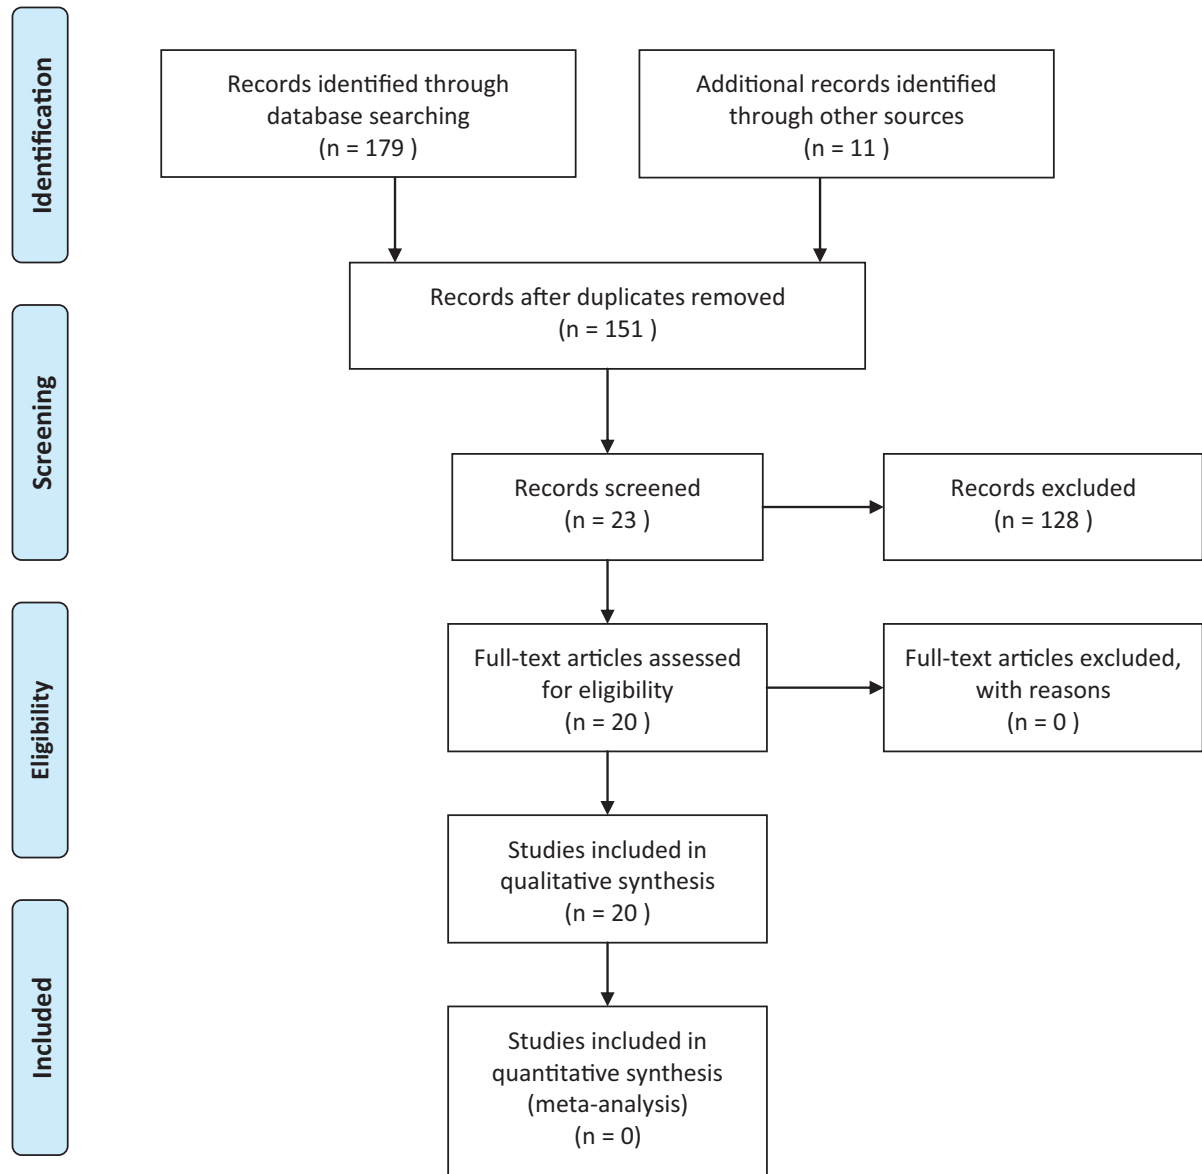 Identification
Records identified through
database searching
(n = 179 )
Additional records identified
through other sources
(n = 11 )
Records after duplicates removed
(n = 151 )
Screening
Records screened
(n = 23 )
Records excluded
(n = 128 )
Eligibility
Full-text articles assessed
for eligibility
(n = 20 )
Full-text articles excluded,
with reasons
(n = 0 )
Studies included in
qualitative synthesis
(n = 20 )
Included
Studies included in
quantitative synthesis
(meta-analysis)
(n = 0)